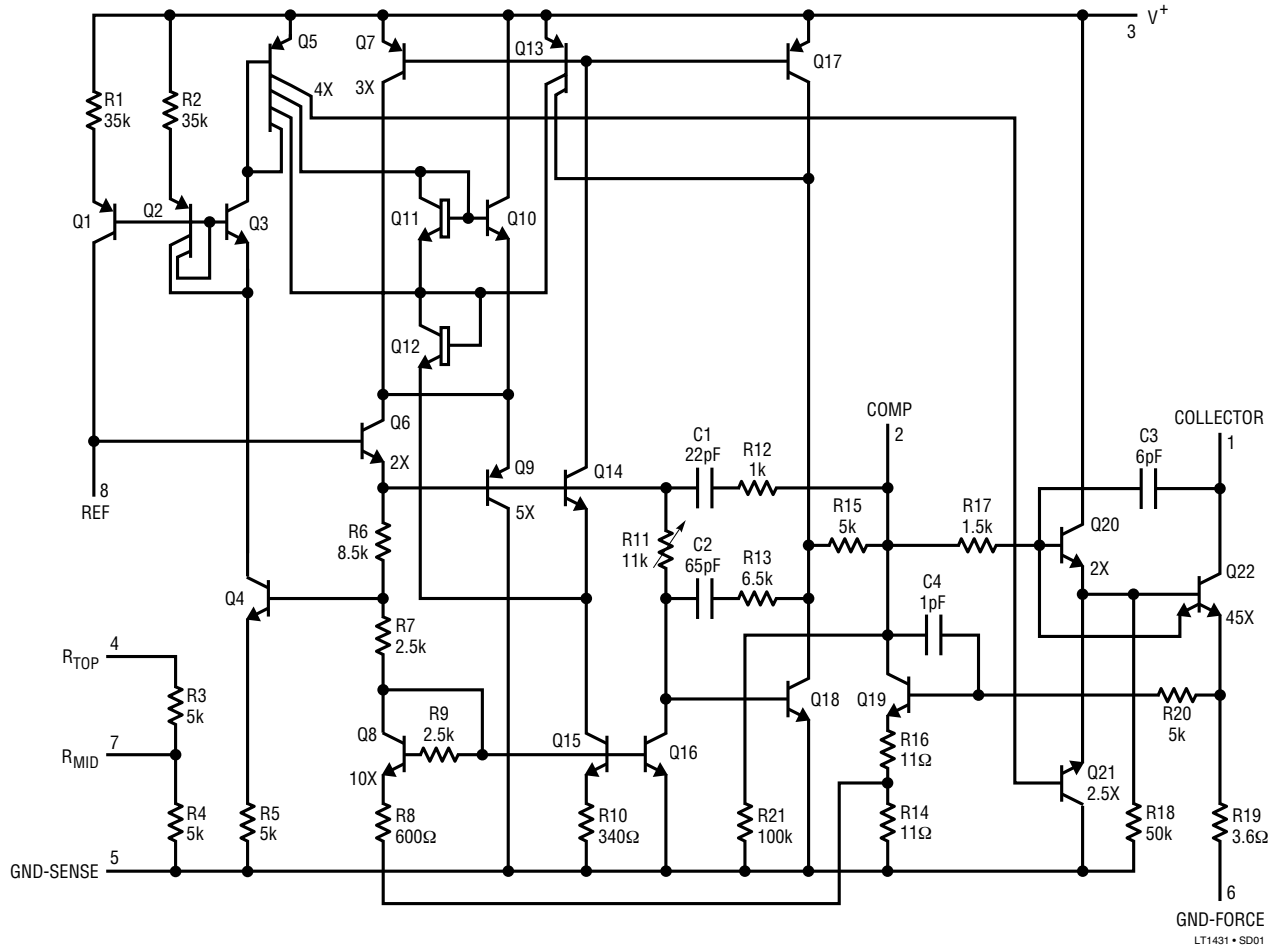 V+
3
Q5
Q7
Q13
Q17
4X
3X
R1
35k
R2
35k
Q1
Q2
Q3
Q11
Q10
Q12
Q6
2X
8
REF
Q9
5X
Q14
C1
22pF
R12
1k
COMP
2
COLLECTOR
1
C3
6pF
R6
8.5k
R11
11k
C2
65pF
R13
6.5k
R15
5k
R17
1.5k
Q20
2X
Q22
45X
Q4
R7
2.5k
C4
1pF
4
RTOP
R3
5k
7
RMID
R4
5k
R5
5k
5
GND-SENSE
Q8
10X
R9
2.5k
R8
600Ω
Q15
Q16
R10
340Ω
Q18
Q19
R16
11Ω
R14
11Ω
R21
100k
R20
5k
Q21
2.5X
R18
50k
R19
3.6Ω
6
GND-FORCE
LT1431 • SD01